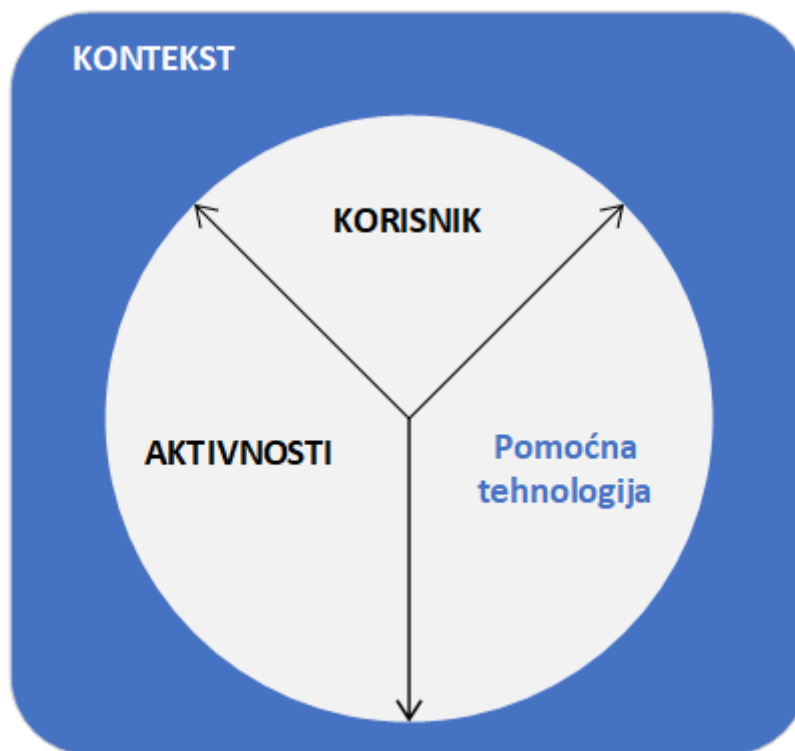 KONTEKST
KORISNIK
AKTIVNOSTI
Pomoćna
tehnologija